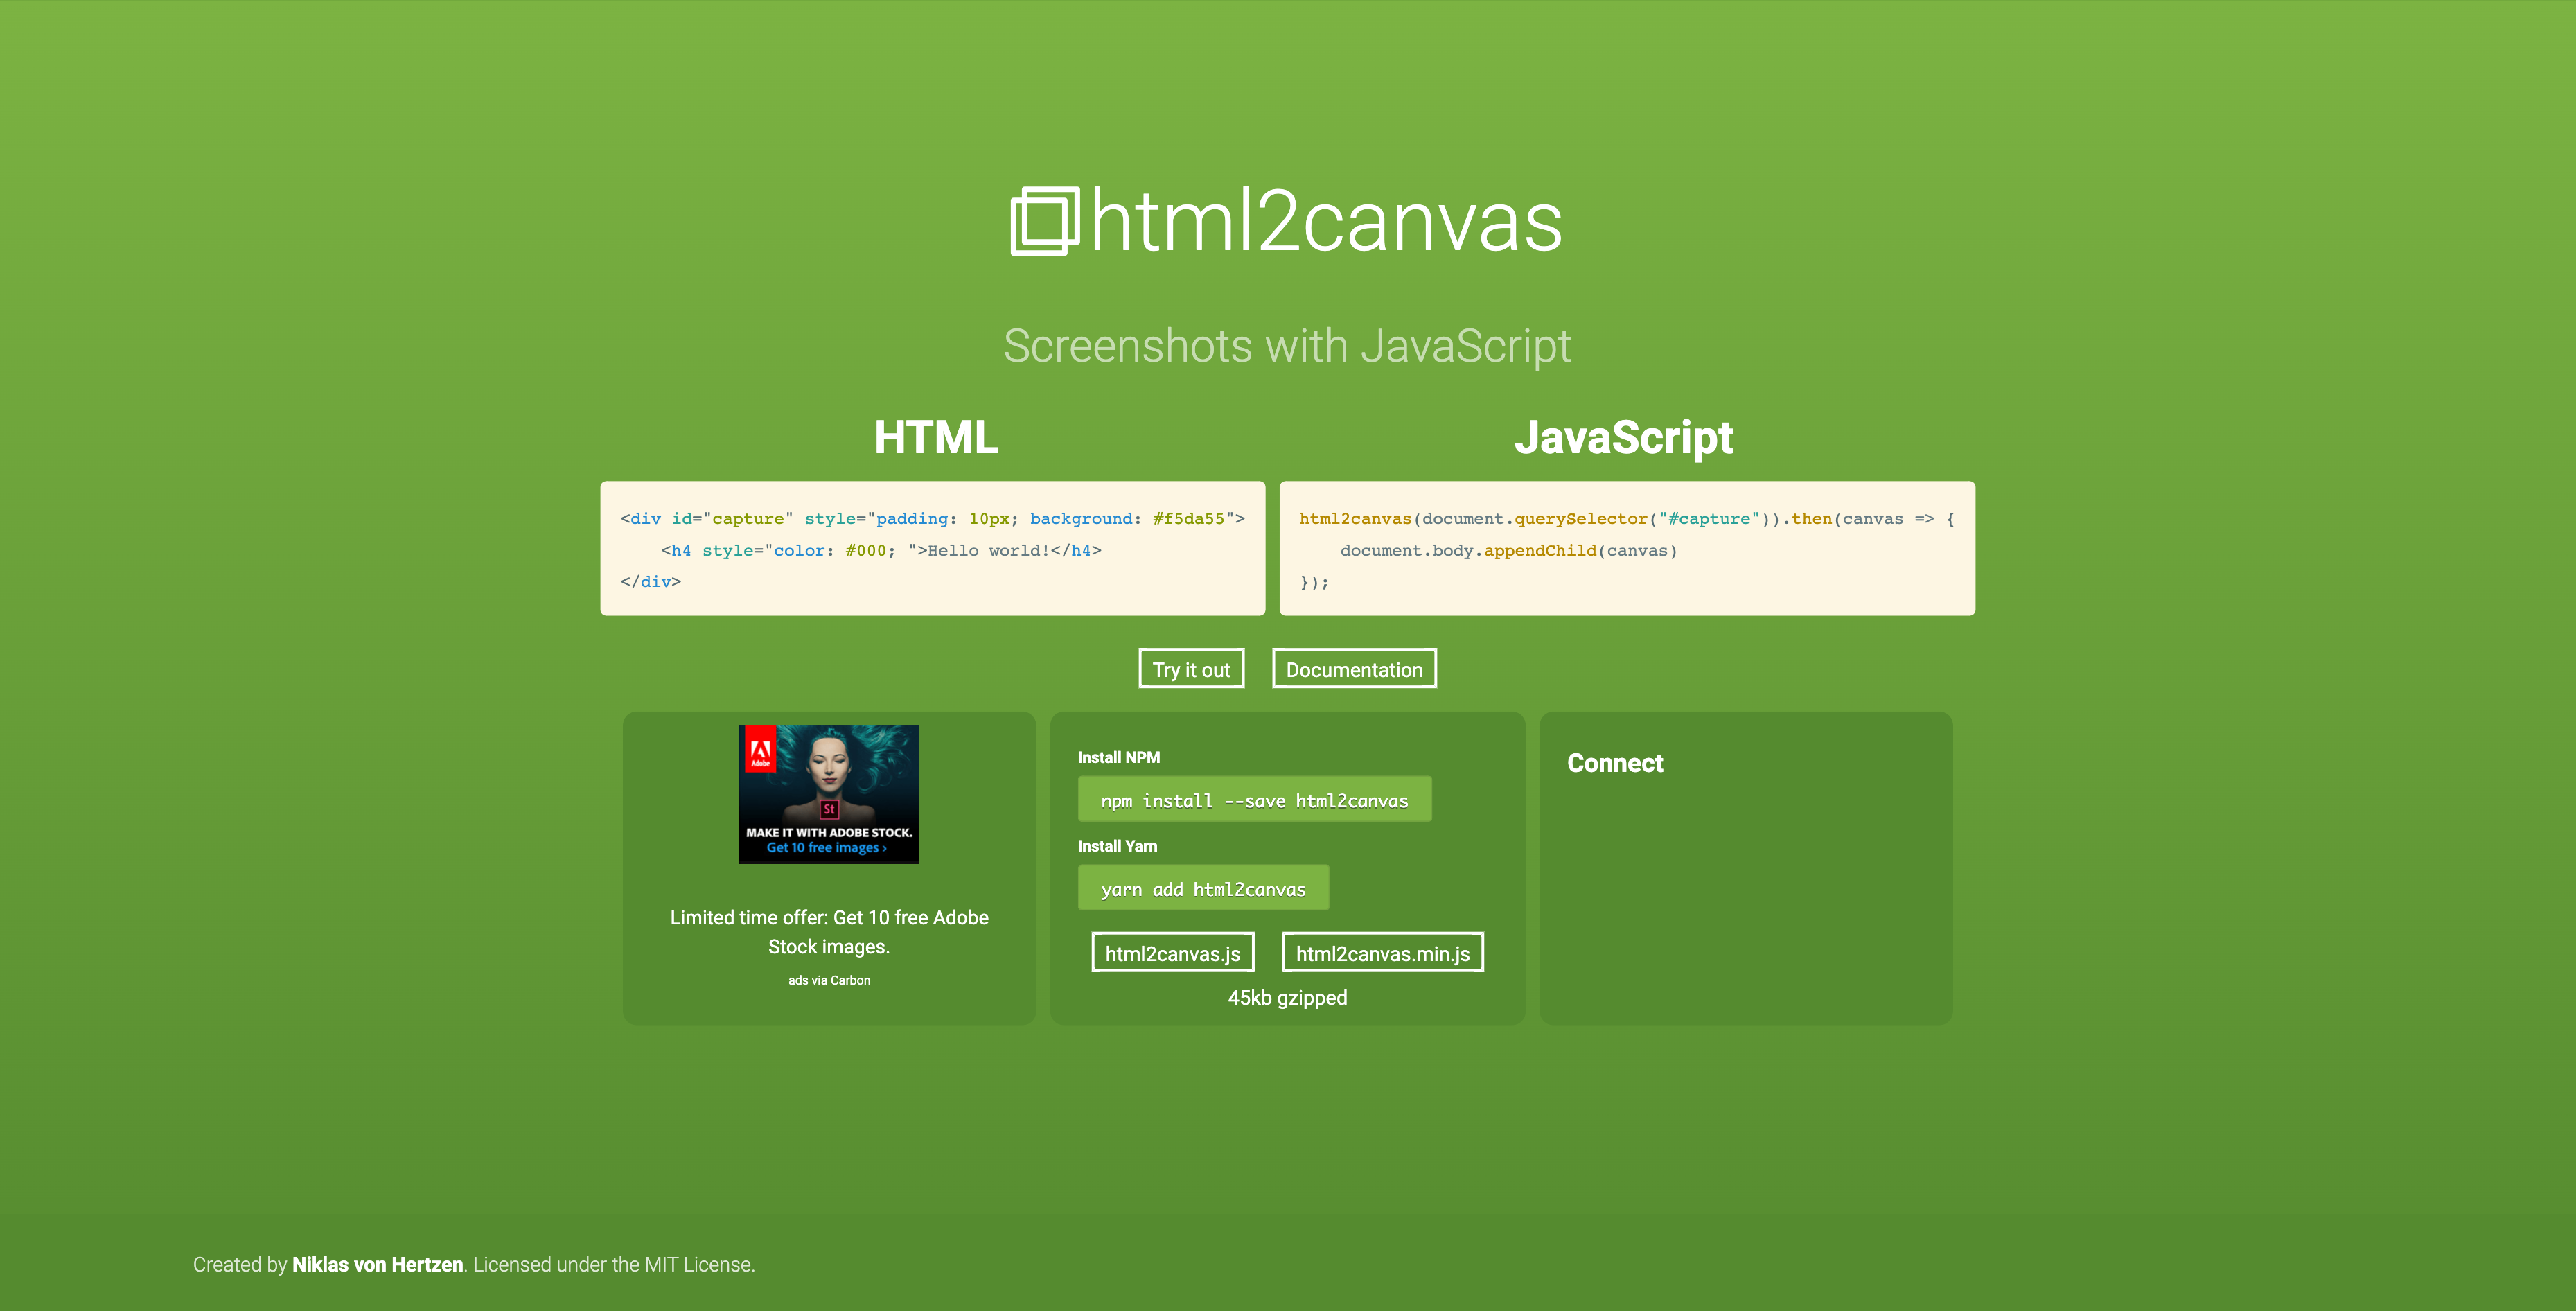 html2canvas
Screenshots with JavaScript
HTML
<div id="capture" style="padding: 10px; background: #f5da55">
    <h4 style="color: #000; ">Hello world!</h4>
</div>
JavaScript
html2canvas(document.querySelector("#capture")).then(canvas => {
    document.body.appendChild(canvas)
});
Try it out
Documentation
Adobe
St
MAKE IT WITH ADOBE STOCK.
Get 10 free images ›
Limited time offer: Get 10 free Adobe
Stock images.
ads via Carbon
Install NPM
npm install --save html2canvas
Install Yarn
yarn add html2canvas
html2canvas.js
html2canvas.min.js
45kb gzipped
Connect
Created by Niklas von Hertzen. Licensed under the MIT License.